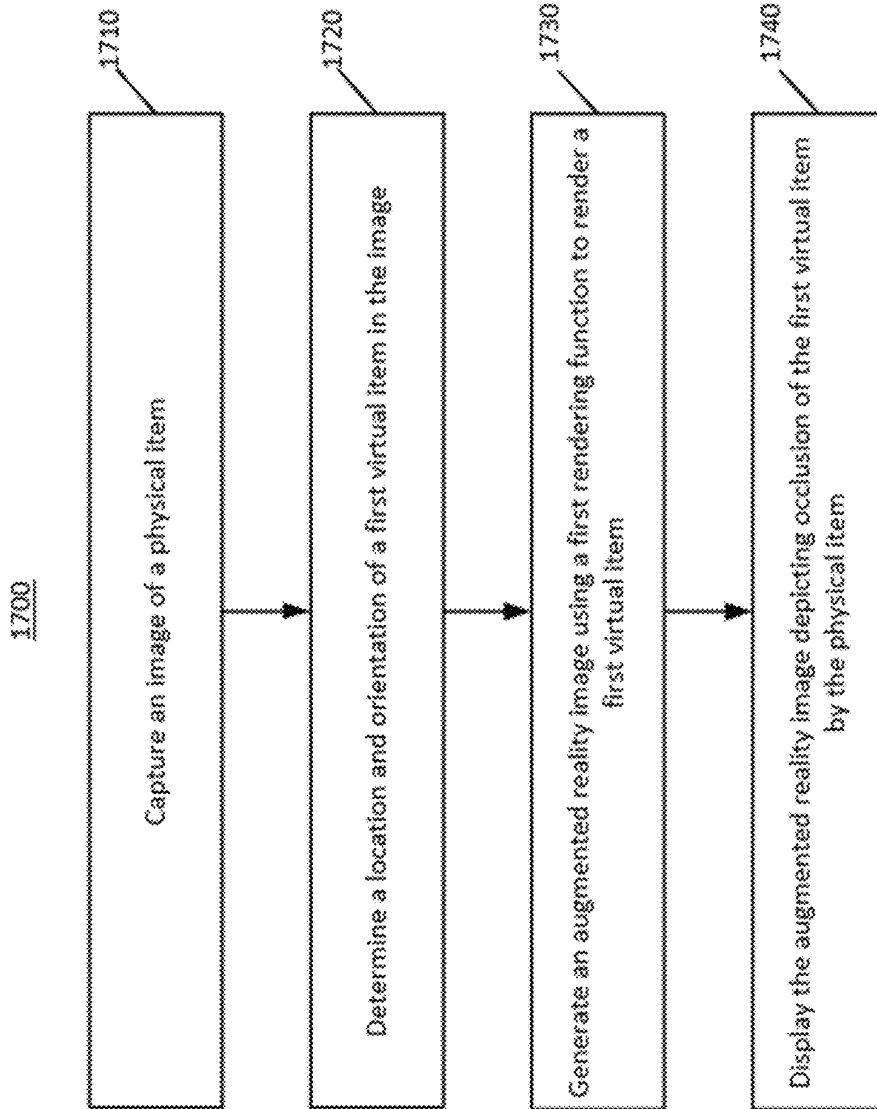 1700
Capture an image of a physical item
1710
Determine a location and orientation of a first virtual item in the image
1720
Generate an augmented reality image using a first rendering function to render a
first virtual item
1730
Display the augmented reality image depicting occlusion of the first virtual item
by the physical item
1740